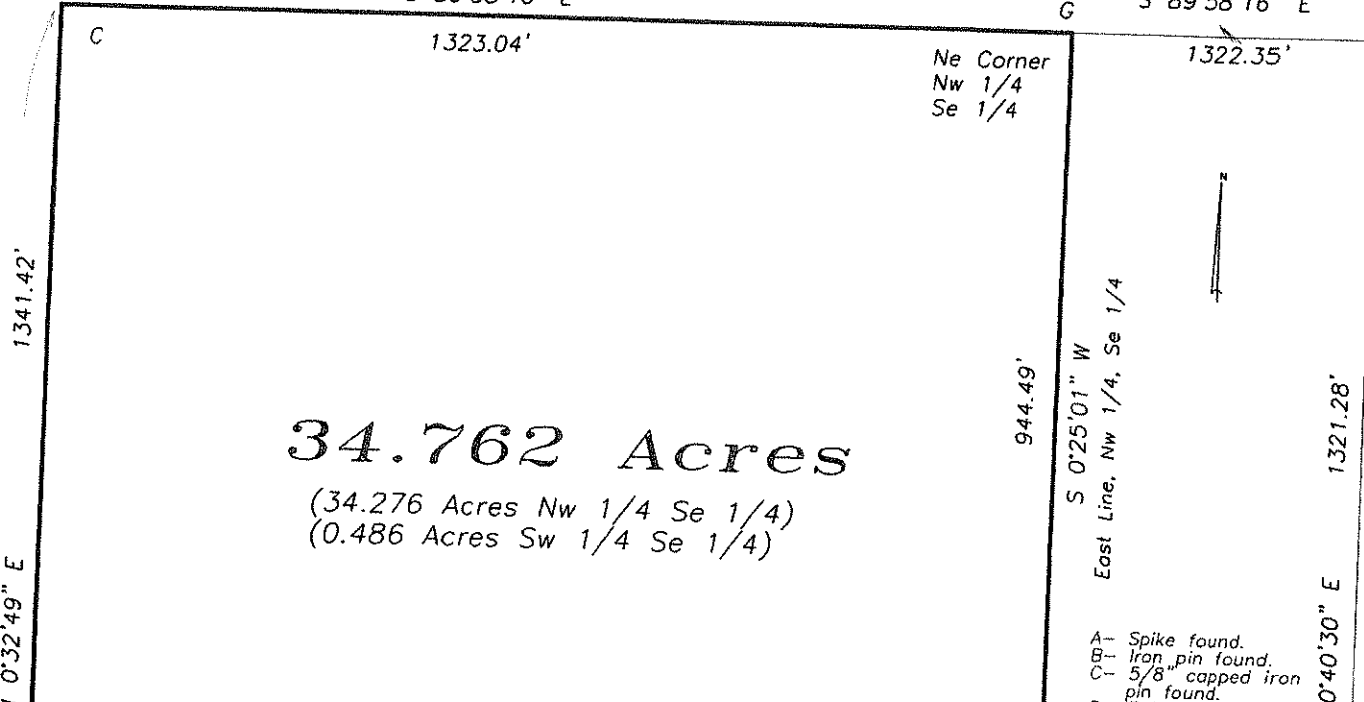 G
S 89°58'16" E
C
1323.04'
1322.35'
Ne Corner
Nw 1/4
Se 1/4
N
1341.42'
944.49'
S 0°25'01" W
East Line, Nw 1/4, Se 1/4
1321.28'
34.762 Acres
(34.276 Acres Nw 1/4 Se 1/4)
(0.486 Acres Sw 1/4 Se 1/4)
0°32'49" E
0°40'30" E
A- Spike found.
B- Iron pin found.
C- 5/8" capped iron
pin found.